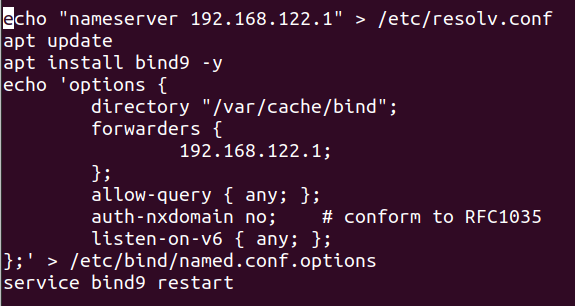 echo "nameserver 192.168.122.1" > /etc/resolv.conf
apt update
apt install bind9 -y
echo 'options {
        directory "/var/cache/bind";
        forwarders {
                192.168.122.1;
        };
        allow-query { any; };
        auth-nxdomain no;    # conform to RFC1035
        listen-on-v6 { any; };
};' > /etc/bind/named.conf.options
service bind9 restart